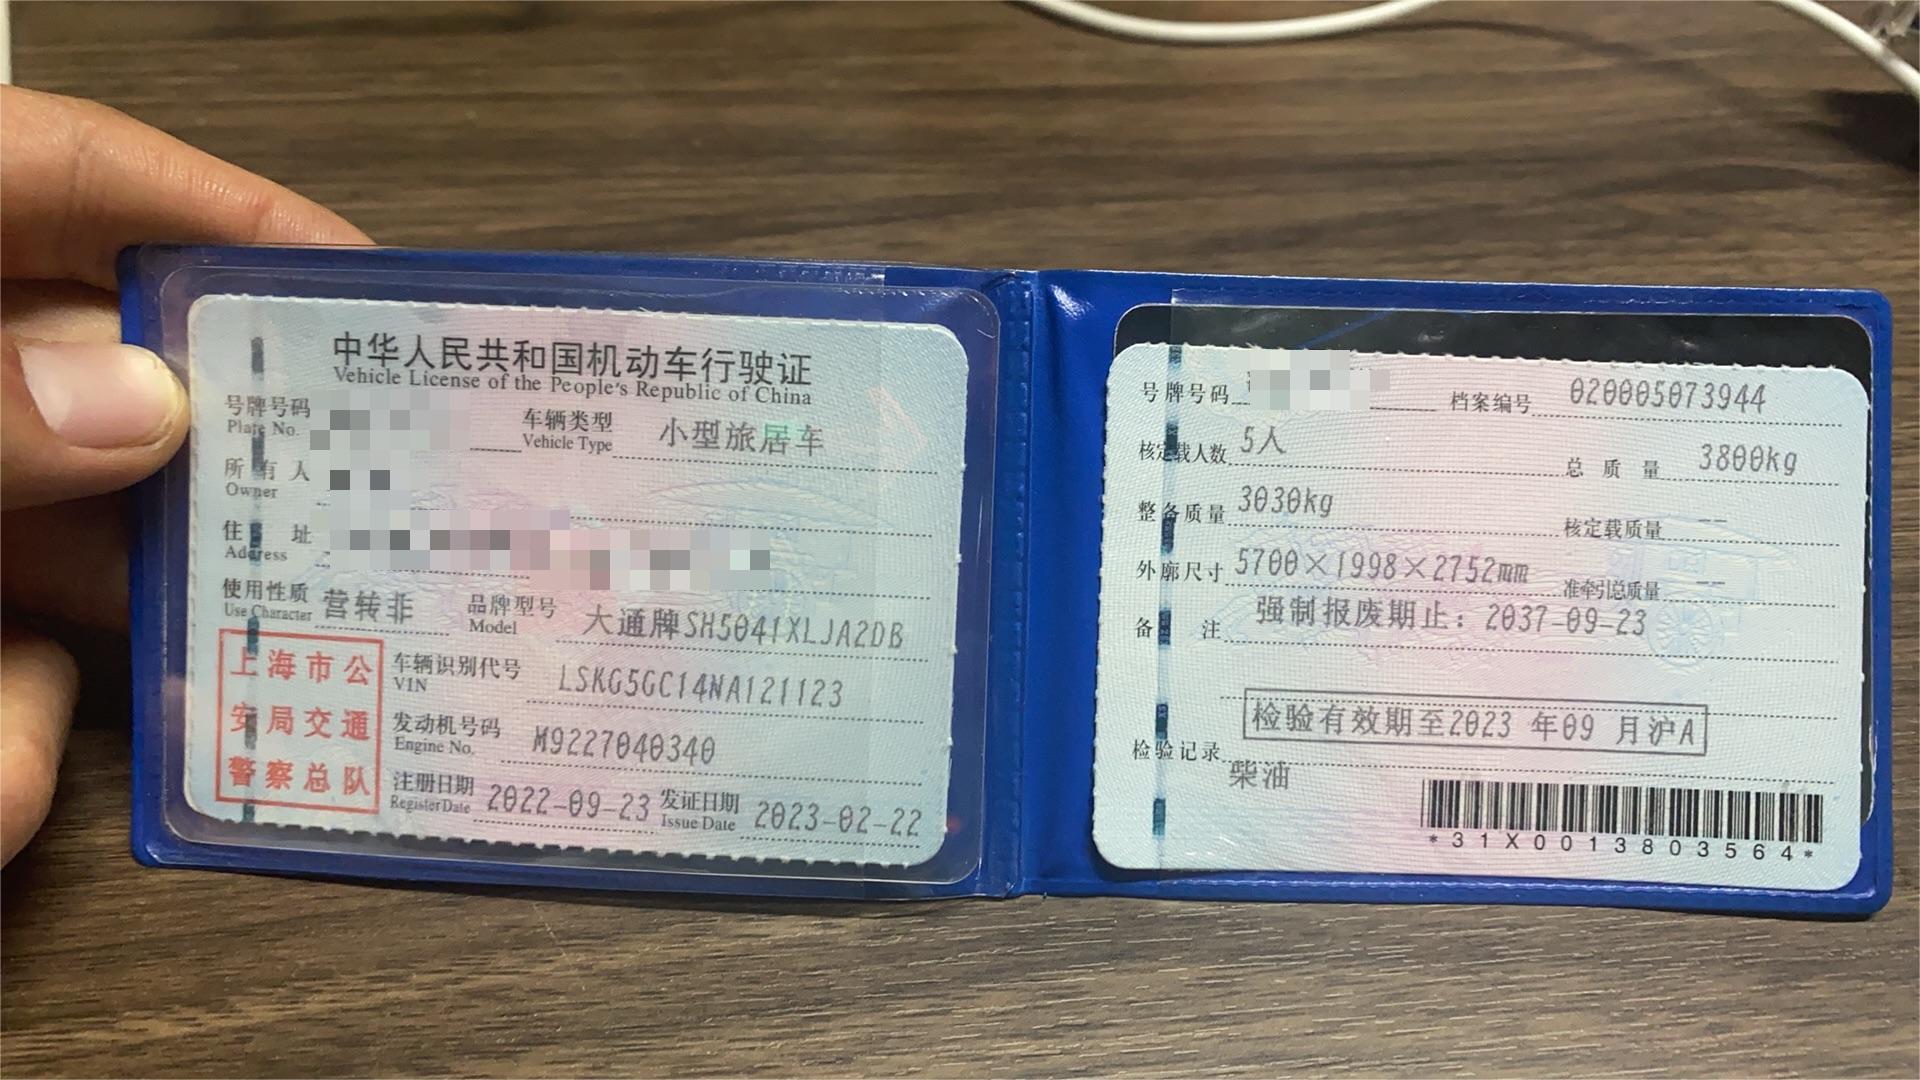 中华人民共和国机动车行驶证
Vehicle License of the People's Republic of China
号牌号码
Plate No.
车辆类型 小型旅居车
Vehicle Type
所有人
Owner
住址
Address
使用性质 营转非
Use Character
品牌型号 大通牌SH5041XLJA2DB
Model
上海市公
安局交通
警察总队
车辆识别代号 LSKG5GC14NA121123
VIN
发动机号码 M9227040340
Engine No.
注册日期 2022-09-23
Register Date
发证日期 2023-02-22
Issue Date
号牌号码
档案编号 020005073944
核定载人数 5人
总质量 3800kg
整备质量 3030kg
核定载质量 --
外廓尺寸 5700×1998×2752mm
准牵引总质量 --
备注 强制报废期止：2037-09-23
检验有效期至2023 年09 月沪A
检验记录
柴油
*31X0013803564*